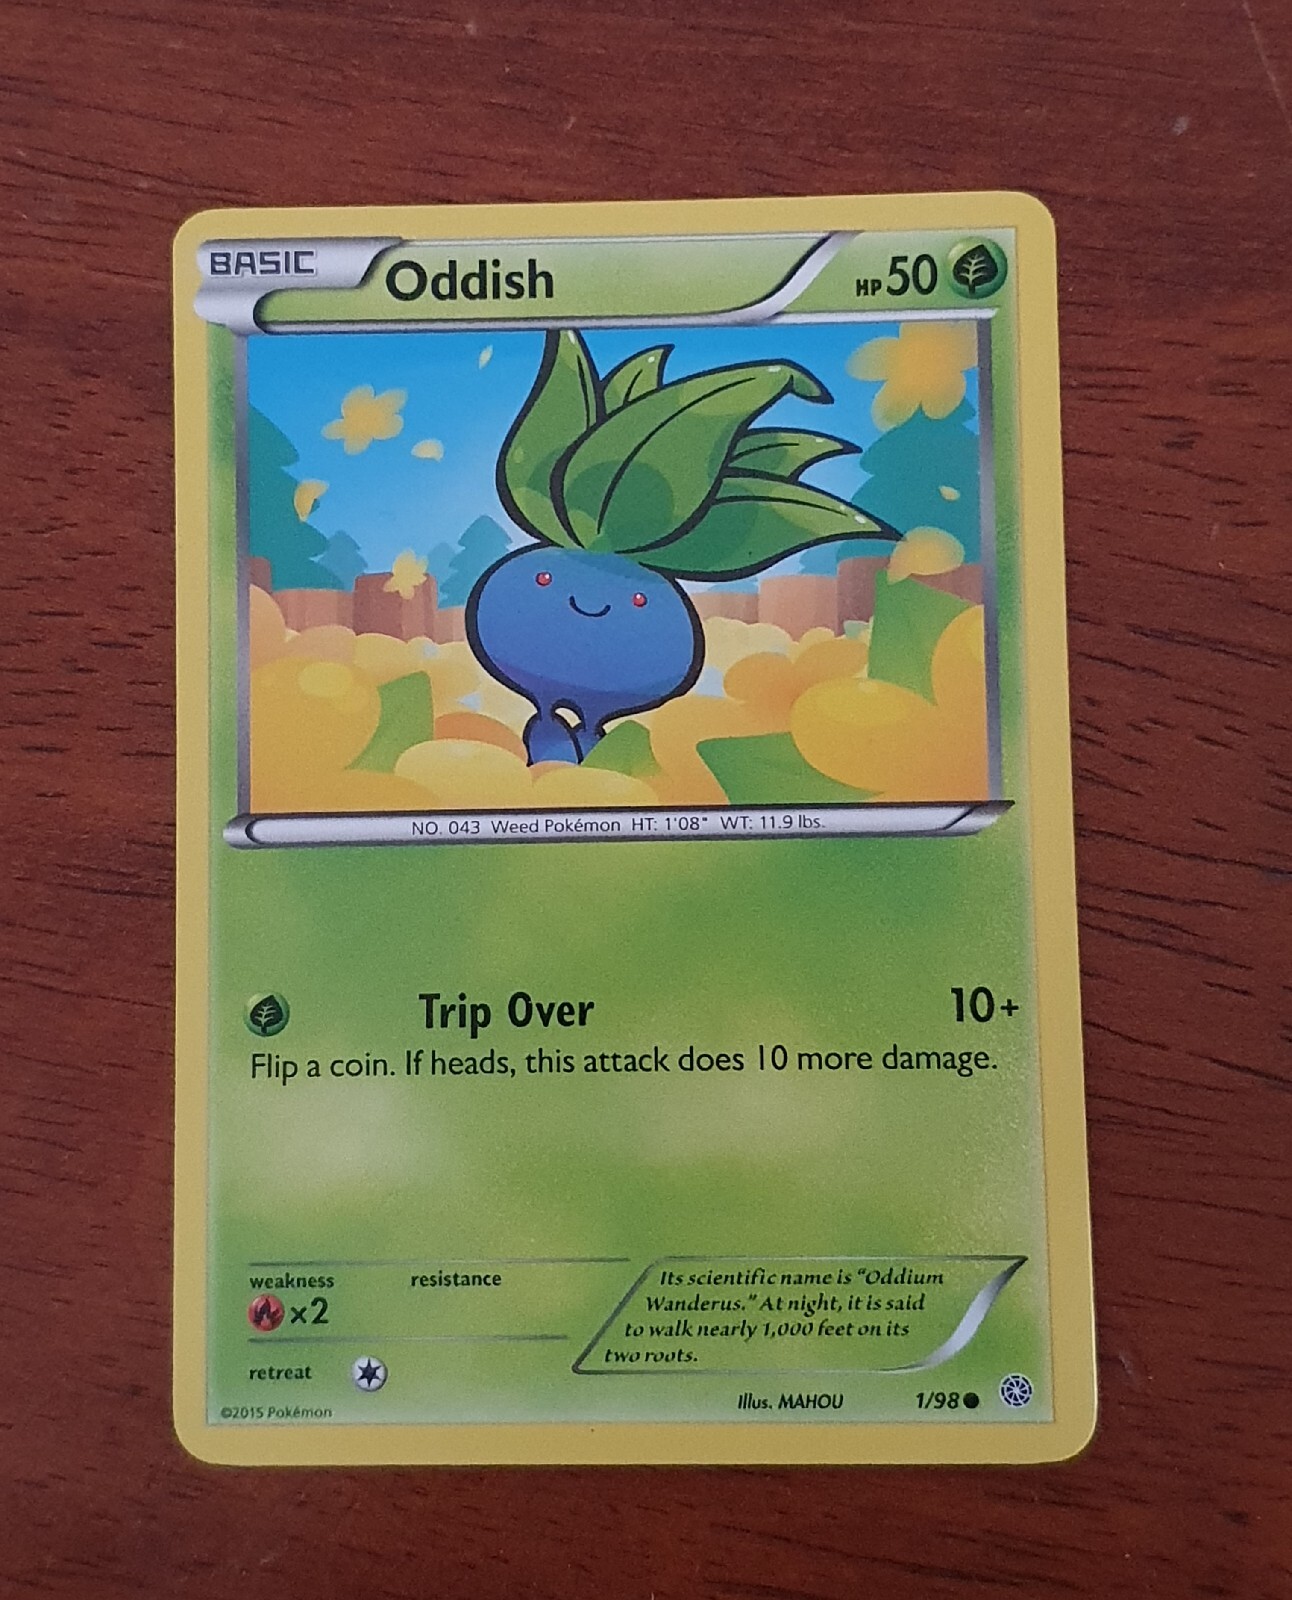 BASIC Oddish HP 50
NO. 043 Weed Pokémon HT: 1'08" WT: 11.9 lbs.
Trip Over 10+
Flip a coin. If heads, this attack does 10 more damage.
weakness resistance
×2
retreat
Its scientific name is "Oddium
Wanderus." At night, it is said
to walk nearly 1,000 feet on its
two roots.
©2015 Pokémon Illus. MAHOU 1/98